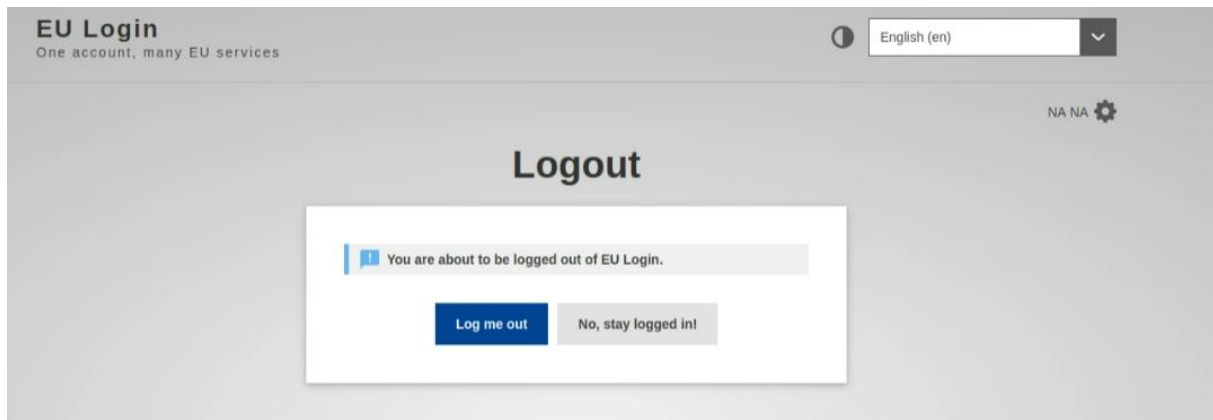 EU Login
One account, many EU services
English (en)
NA NA
Logout
You are about to be logged out of EU Login.
Log me out
No, stay logged in!